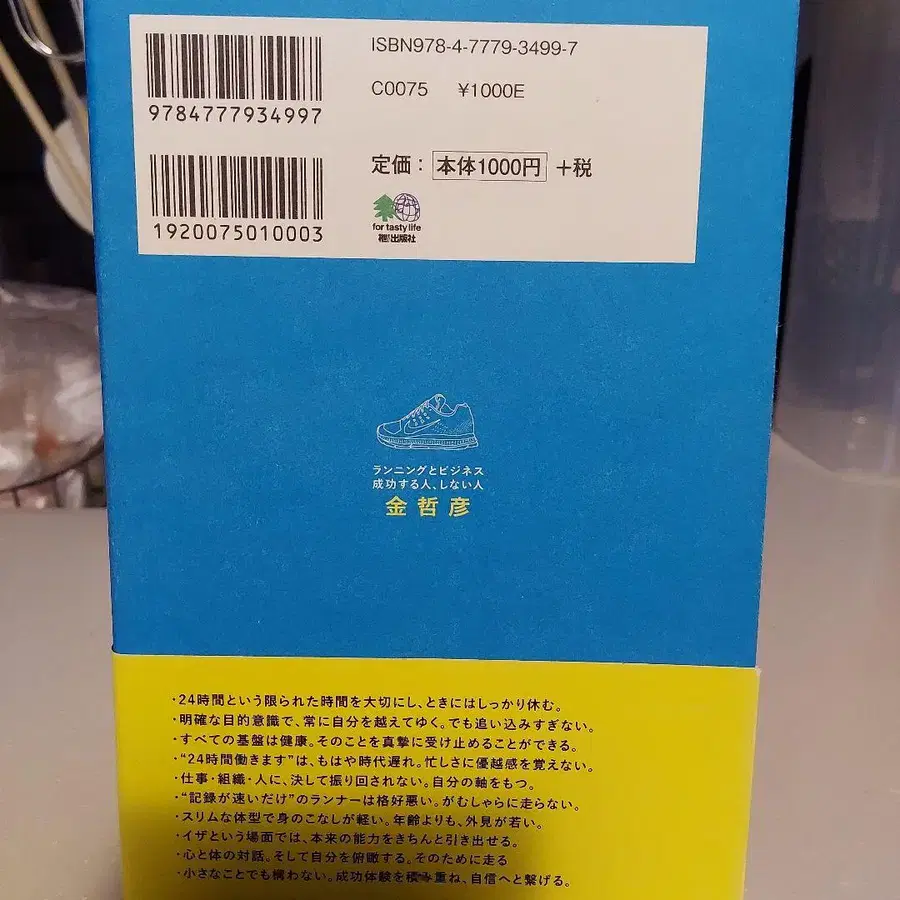 ISBN978-4-7779-3499-7
9784777934997
C0075 ¥1000E
定価： 本体1000円 +税
1920075010003
for tasty life
枻出版社
ランニングとビジネス
成功する人、しない人
金哲彦
・24時間という限られた時間を大切にし、ときにはしっかり休む。
・明確な目的意識で、常に自分を越えてゆく。でも追い込みすぎない。
・すべての基盤は健康。そのことを真摯に受け止めることができる。
・“24時間働きます”は、もはや時代遅れ。忙しさに優越感を覚えない。
・仕事・組織・人に、決して振り回されない。自分の軸をもつ。
・“記録が速いだけ”のランナーは格好悪い。がむしゃらに走らない。
・スリムな体型で身のこなしが軽い。年齢よりも、外見が若い。
・イザという場面では、本来の能力をきちんと引き出せる。
・心と体の対話。そして自分を俯瞰する。そのために走る
・小さなことでも構わない。成功体験を積み重ね、自信へと繋げる。